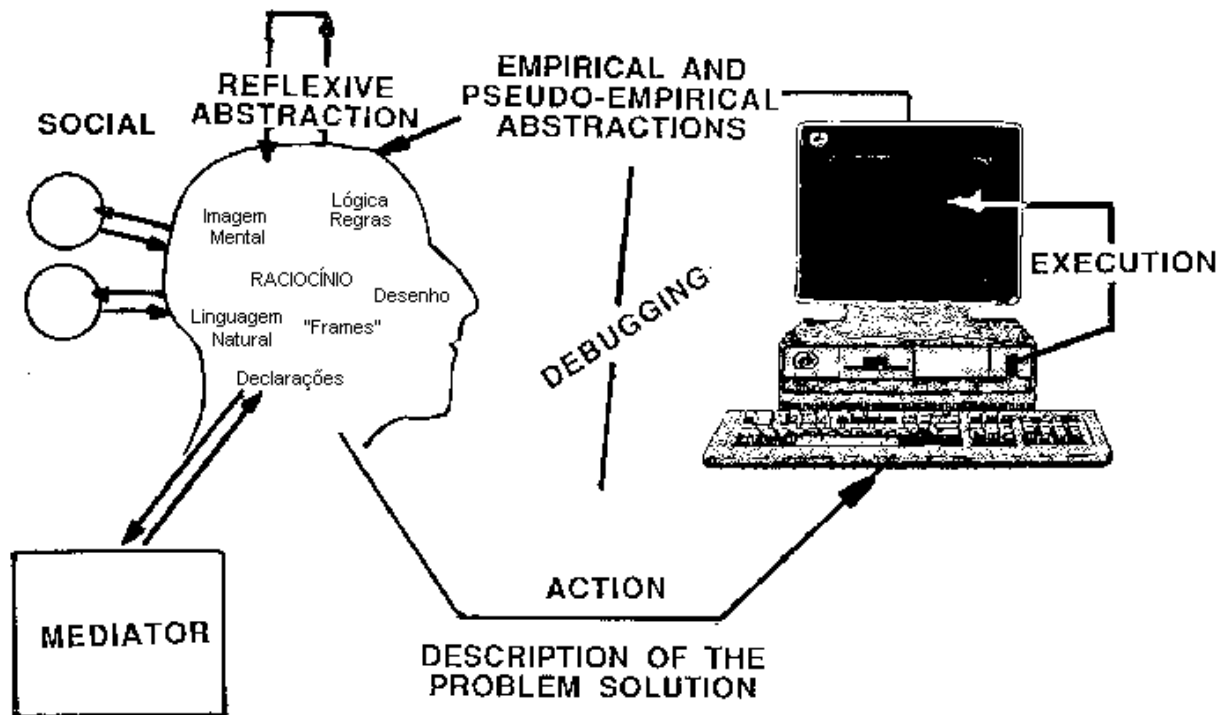 REFLEXIVE
ABSTRACTION
EMPIRICAL AND
PSEUDO-EMPIRICAL
ABSTRACTIONS
SOCIAL
Imagem
Mental
Lógica
Regras
RACIOCÍNIO
Desenho
Linguagem
Natural
"Frames"
Declarações
DEBUGGING
EXECUTION
MEDIATOR
ACTION
DESCRIPTION OF THE
PROBLEM SOLUTION